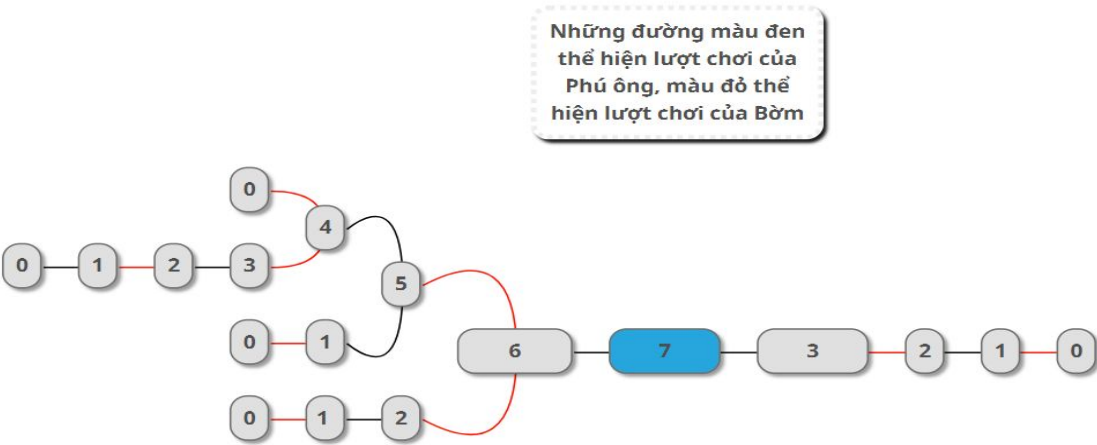 Những đường màu đen
thể hiện lượt chơi của
Phú ông, màu đỏ thể
hiện lượt chơi của Bờm
0
4
0 1 2 3
5
0 1
6 7 3 2 1 0
0 1 2